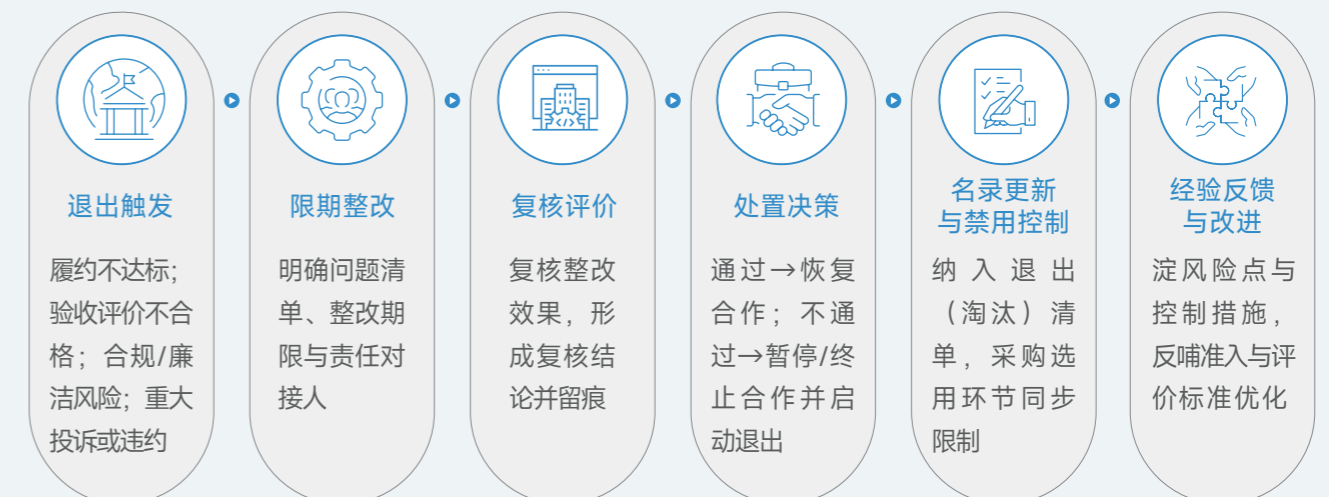 退出触发
履约不达标；
验收评价不合
格；合规/廉
洁风险；重大
投诉或违约
限期整改
明确问题清
单、整改期
限与责任对
接人
复核评价
复核整改
效果，形
成复核结
论并留痕
处置决策
通过→恢复
合作；不通
过→暂停/终
止合作并启
动退出
名录更新
与禁用控制
纳入退出
（淘汰）清
单，采购选
用环节同步
限制
经验反馈
与改进
淀风险点与
控制措施，
反哺准入与评
价标准优化